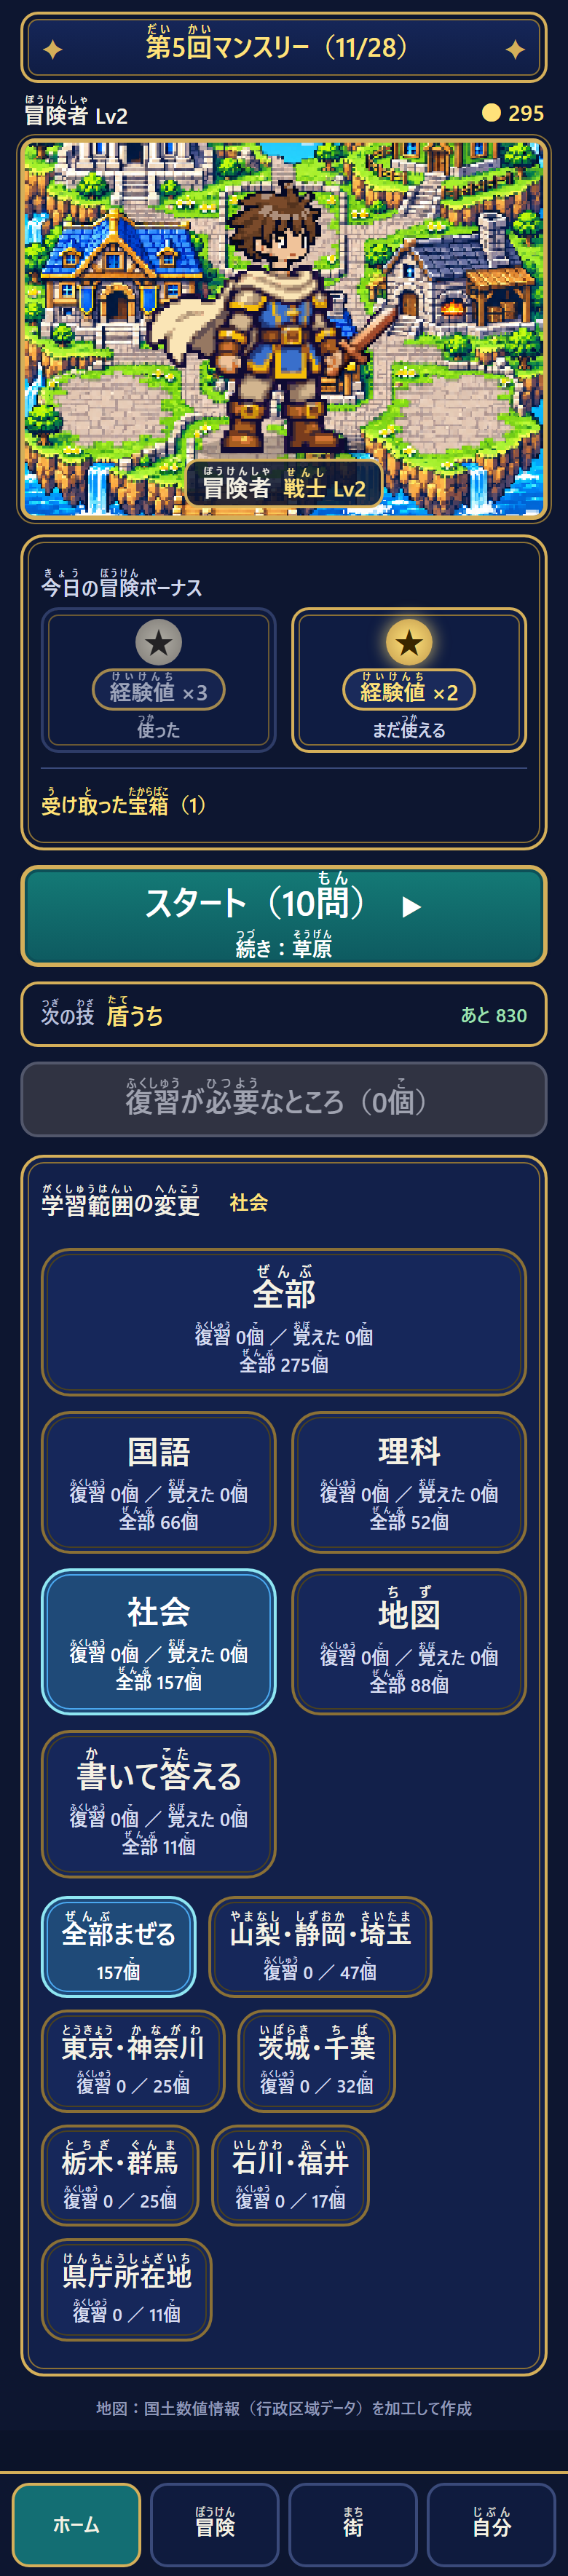 第5回マンスリー（11/28）
冒険者 Lv2
295
冒険者 戦士 Lv2
今日の冒険ボーナス
経験値 ×3
使った
経験値 ×2
まだ使える
受け取った宝箱（1）
スタート（10問） ▶
続き：草原
次の技 盾うち
あと 830
復習が必要なところ（0個）
学習範囲の変更 社会
全部
復習 0個 ／ 覚えた 0個
全部 275個
国語
復習 0個 ／ 覚えた 0個
全部 66個
理科
復習 0個 ／ 覚えた 0個
全部 52個
社会
復習 0個 ／ 覚えた 0個
全部 157個
地図
復習 0個 ／ 覚えた 0個
全部 88個
書いて答える
復習 0個 ／ 覚えた 0個
全部 11個
全部まぜる
157個
山梨・静岡・埼玉
復習 0 ／ 47個
東京・神奈川
復習 0 ／ 25個
茨城・千葉
復習 0 ／ 32個
栃木・群馬
復習 0 ／ 25個
石川・福井
復習 0 ／ 17個
県庁所在地
復習 0 ／ 11個
地図：国土数値情報（行政区域データ）を加工して作成
ホーム
冒険
街
自分